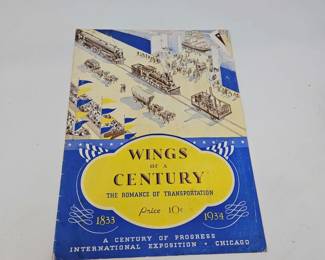 WINGS
OF A
CENTURY
THE ROMANCE OF TRANSPORTATION
Price 10¢
1833 1934
A CENTURY OF PROGRESS
INTERNATIONAL EXPOSITION • CHICAGO